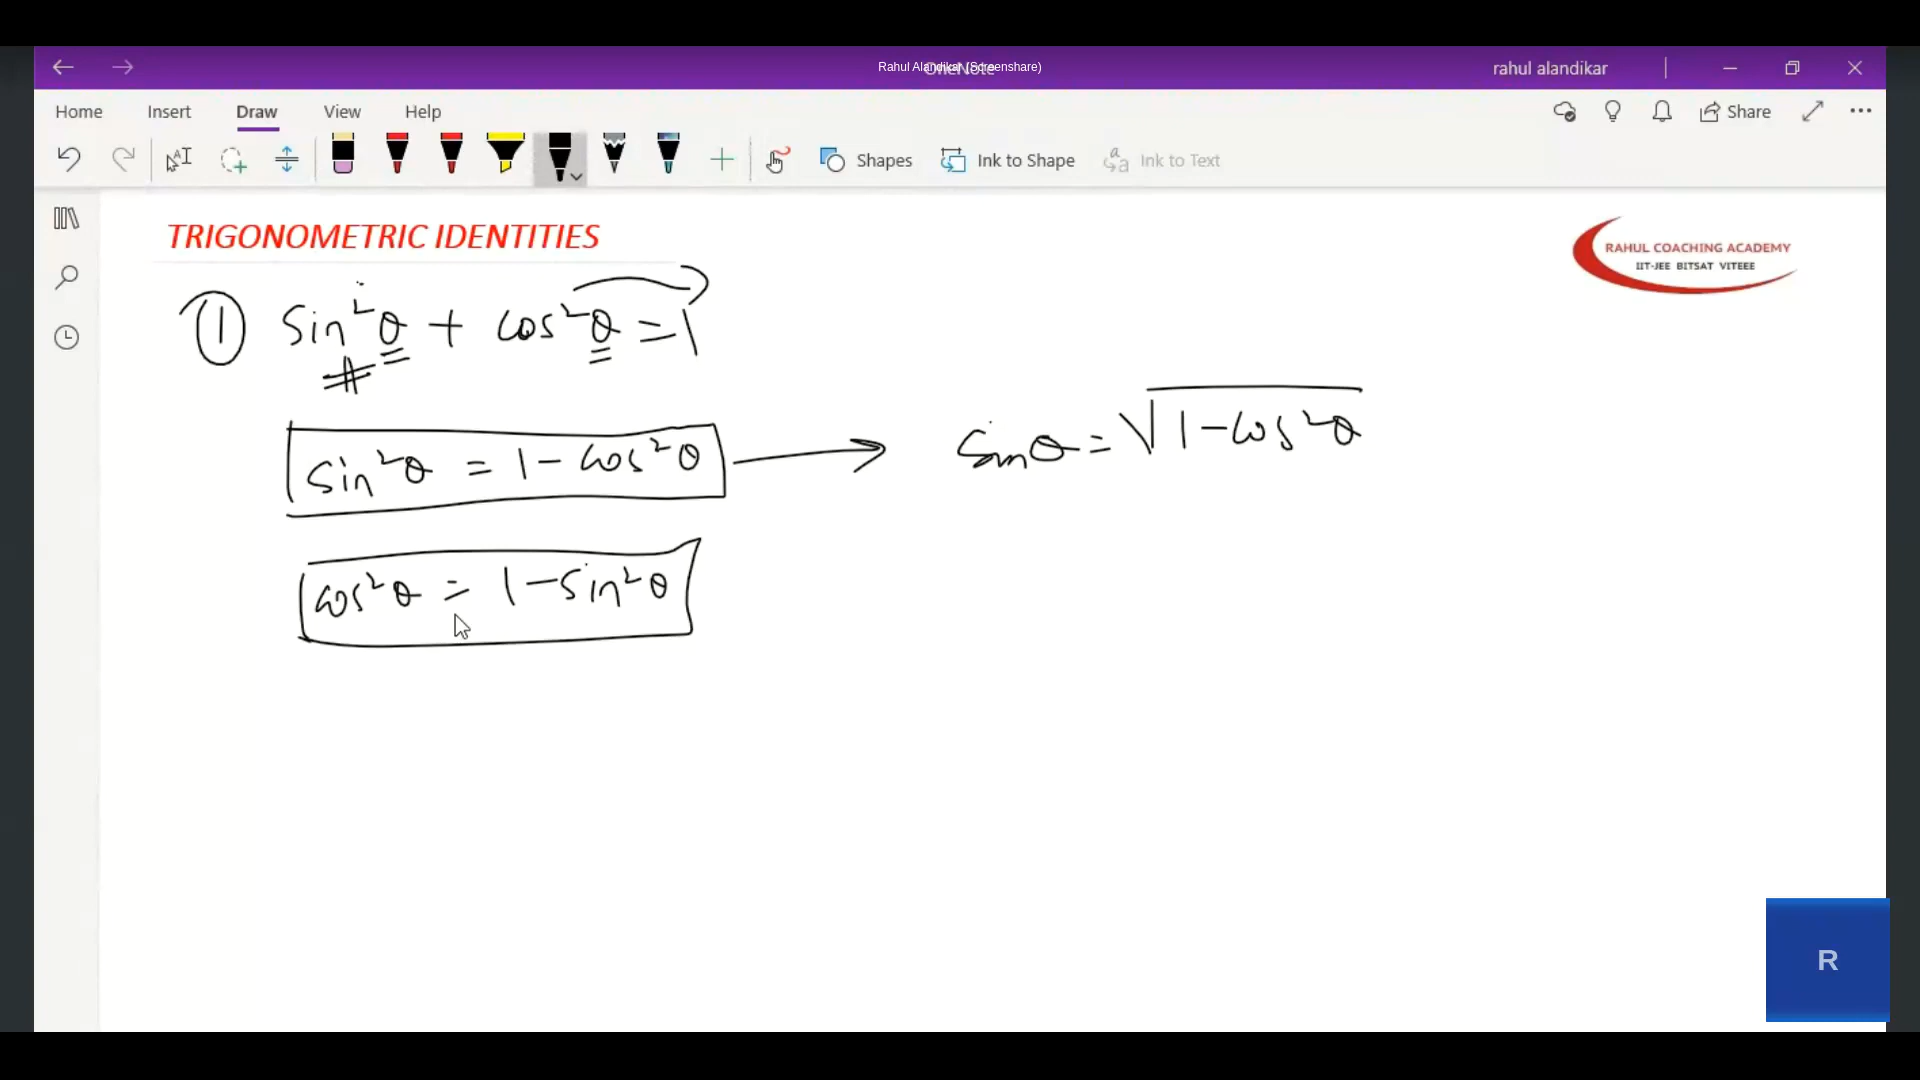 Rahul Alandikar (Screenshare)
rahul alandikar
Home Insert Draw View Help
Share
Shapes Ink to Shape Ink to Text
TRIGONOMETRIC IDENTITIES
RAHUL COACHING ACADEMY
IIT-JEE BITSAT VITEEE
① sin²θ + cos²θ = 1
sin²θ = 1 - cos²θ → sinθ = √1-cos²θ
cos²θ = 1 - sin²θ
R